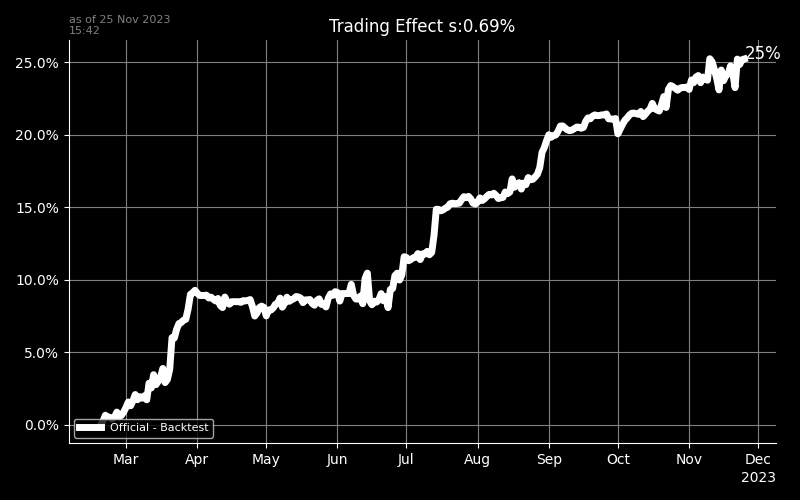 as of 25 Nov 2023
15:42
Trading Effect s:0.69%
25%
25.0%
20.0%
15.0%
10.0%
5.0%
0.0%
Official - Backtest
Mar Apr May Jun Jul Aug Sep Oct Nov Dec
2023